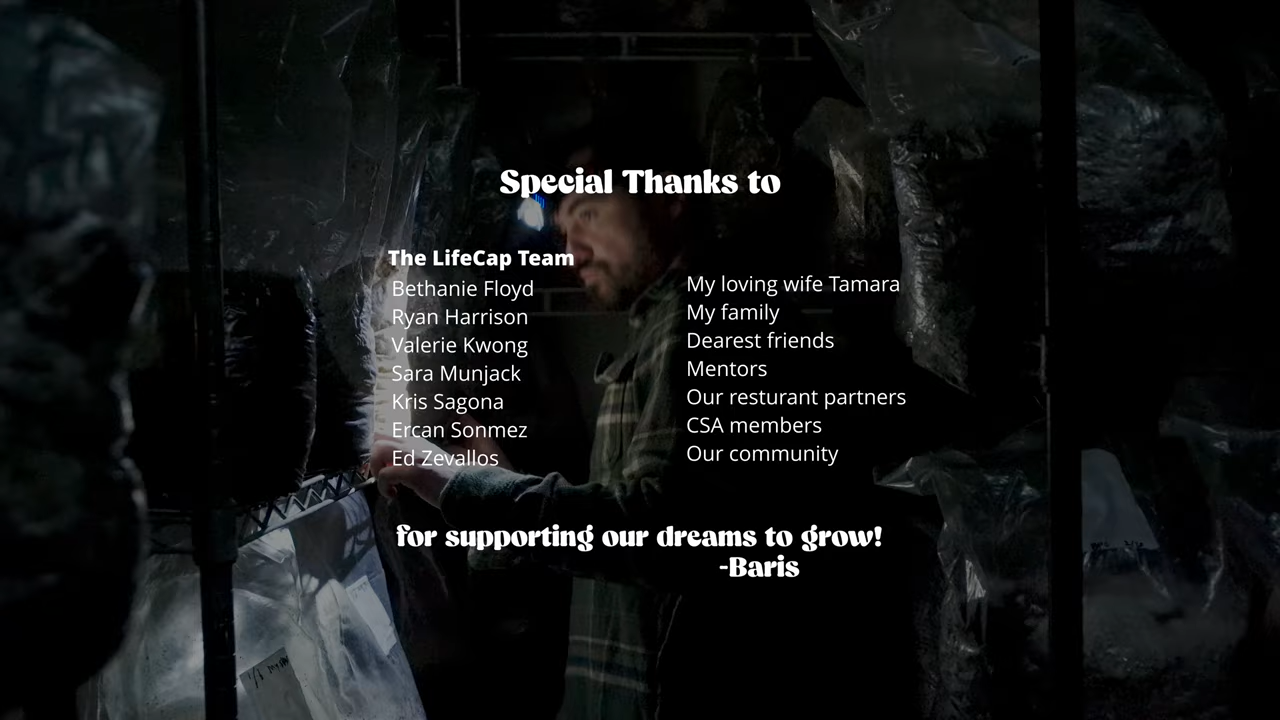 Special Thanks to
The LifeCap Team
Bethanie Floyd
Ryan Harrison
Valerie Kwong
Sara Munjack
Kris Sagona
Ercan Sonmez
Ed Zevallos
My loving wife Tamara
My family
Dearest friends
Mentors
Our resturant partners
CSA members
Our community
for supporting our dreams to grow!
-Baris